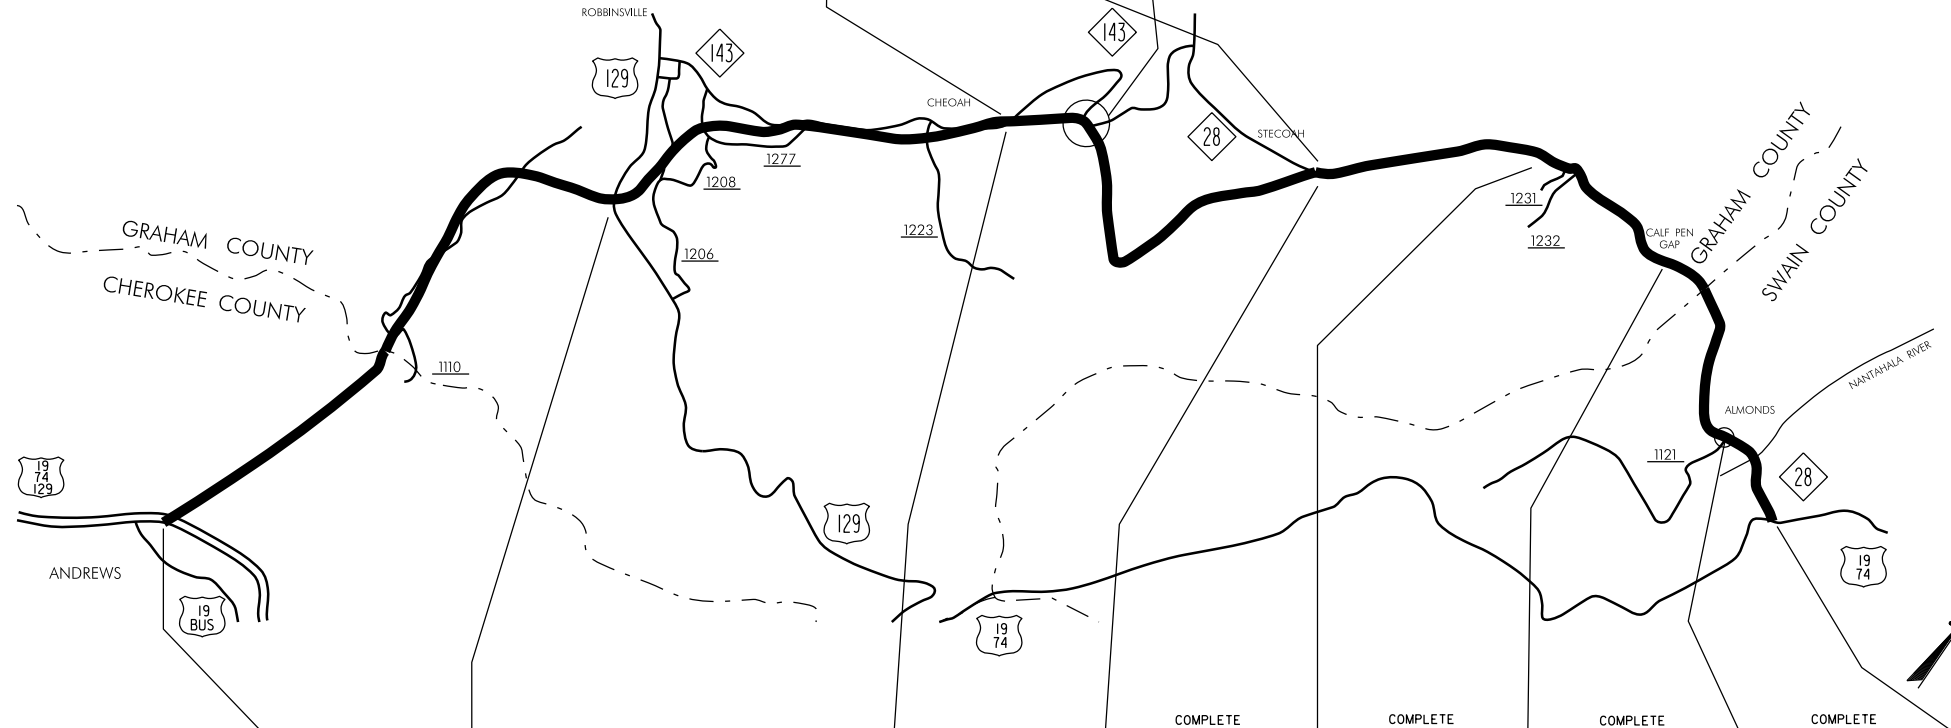 ROBBINSVILLE
143
143
129
CHEOAH
28
STECOAH
1277
1208
1231
1223
1232
1206
CALF PEN
GAP
GRAHAM COUNTY
SWAIN COUNTY
GRAHAM COUNTY
CHEROKEE COUNTY
1110
NANTAHALA RIVER
ALMONDS
1121
28
19
74
129
129
ANDREWS
19
74
19
BUS
19
74
COMPLETE
COMPLETE
COMPLETE
COMPLETE